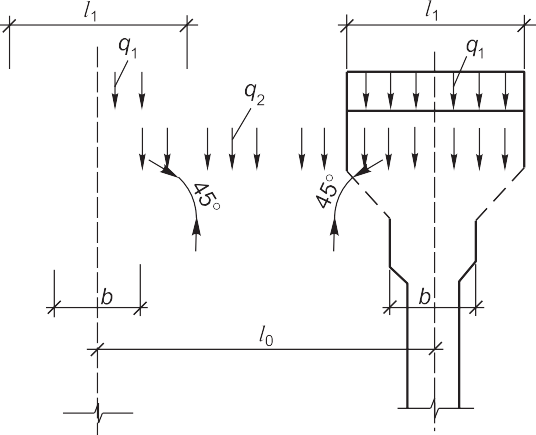 l₁ l₁
q₁ q₁
q₂
45° 45°
b b
l₀